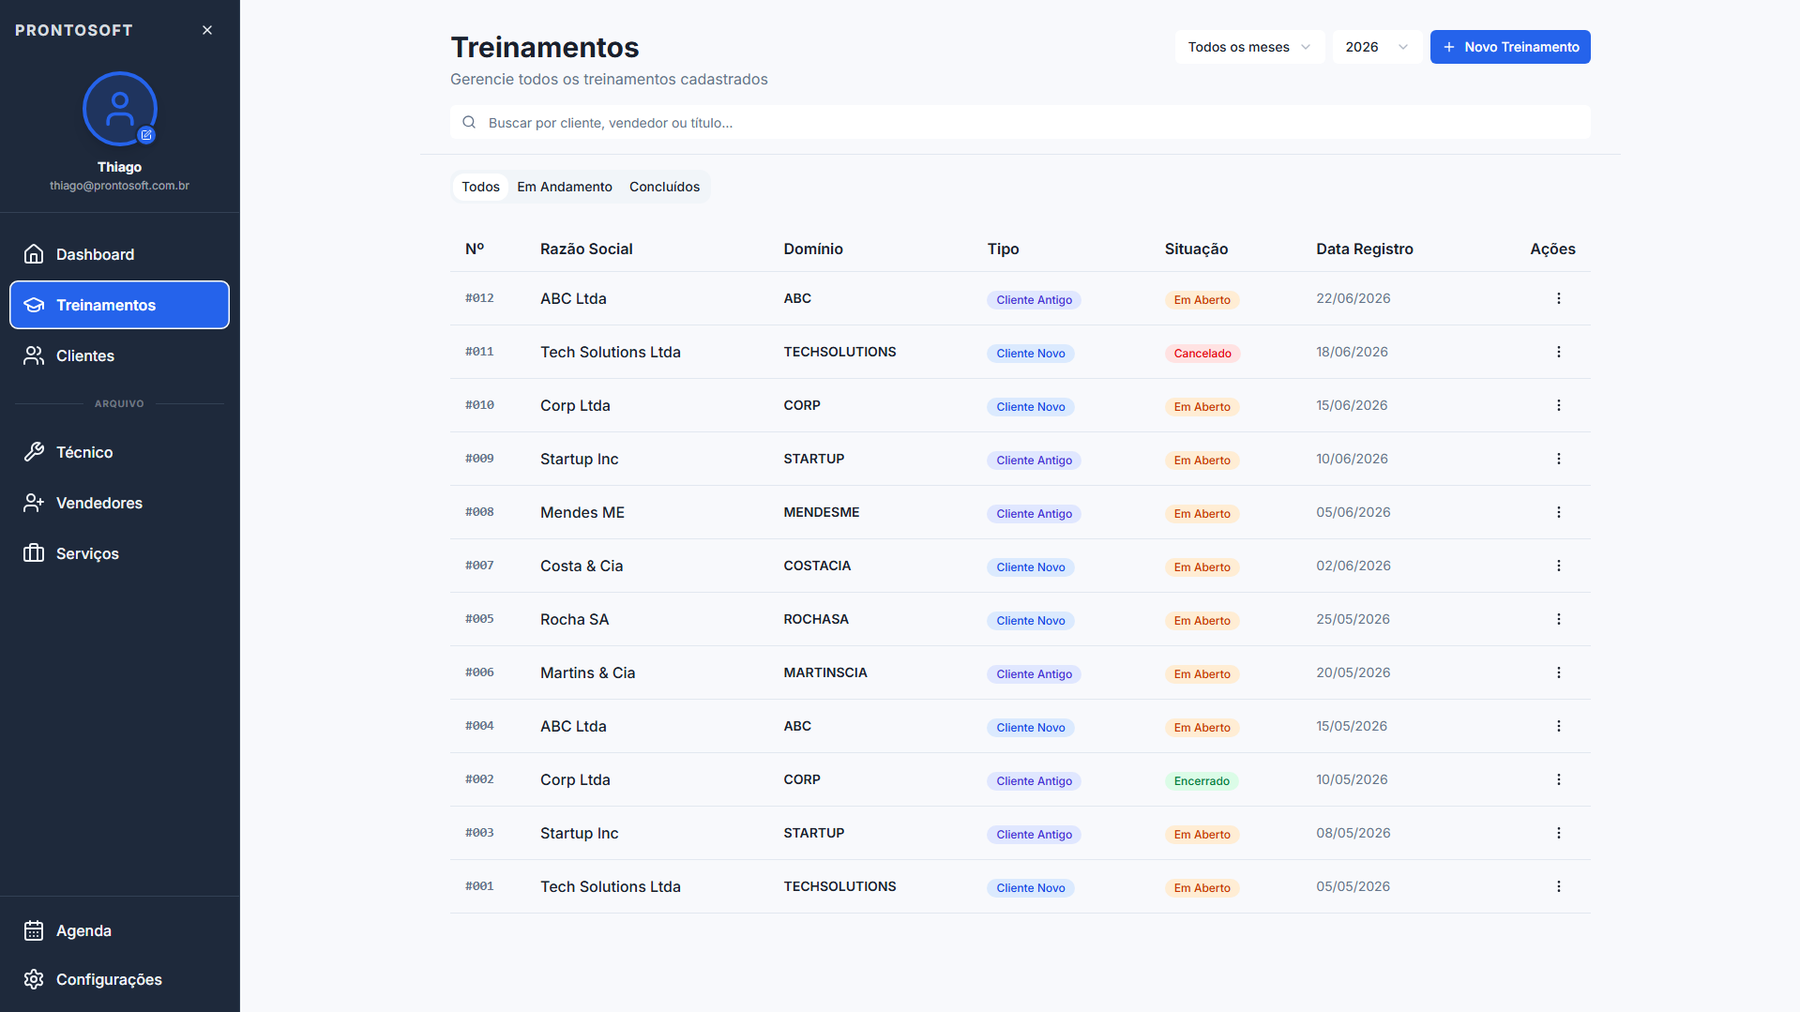 PRONTOSOFT
Thiago
thiago@prontosoft.com.br
Dashboard
Treinamentos
Clientes
ARQUIVO
Técnico
Vendedores
Serviços
Agenda
Configurações
Treinamentos
Gerencie todos os treinamentos cadastrados
Todos os meses
2026
+ Novo Treinamento
Buscar por cliente, vendedor ou título...
Todos Em Andamento Concluídos
Nº Razão Social Domínio Tipo Situação Data Registro Ações
#012 ABC Ltda ABC Cliente Antigo Em Aberto 22/06/2026
#011 Tech Solutions Ltda TECHSOLUTIONS Cliente Novo Cancelado 18/06/2026
#010 Corp Ltda CORP Cliente Novo Em Aberto 15/06/2026
#009 Startup Inc STARTUP Cliente Antigo Em Aberto 10/06/2026
#008 Mendes ME MENDESME Cliente Antigo Em Aberto 05/06/2026
#007 Costa & Cia COSTACIA Cliente Novo Em Aberto 02/06/2026
#005 Rocha SA ROCHASA Cliente Novo Em Aberto 25/05/2026
#006 Martins & Cia MARTINSCIA Cliente Antigo Em Aberto 20/05/2026
#004 ABC Ltda ABC Cliente Novo Em Aberto 15/05/2026
#002 Corp Ltda CORP Cliente Antigo Encerrado 10/05/2026
#003 Startup Inc STARTUP Cliente Antigo Em Aberto 08/05/2026
#001 Tech Solutions Ltda TECHSOLUTIONS Cliente Novo Em Aberto 05/05/2026